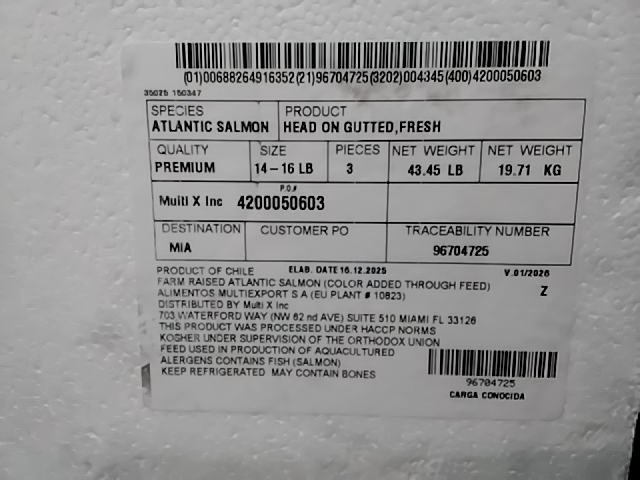 (01)00688264916352(21)96704725(3202)004345(400)4200050603
35025 150347
SPECIES PRODUCT
ATLANTIC SALMON HEAD ON GUTTED,FRESH
QUALITY SIZE PIECES NET WEIGHT NET WEIGHT
PREMIUM 14-16 LB 3 43.45 LB 19.71 KG
P.O.#
Multi X Inc 4200050603
DESTINATION CUSTOMER PO TRACEABILITY NUMBER
MIA 96704725
PRODUCT OF CHILE ELAB. DATE 16.12.2025 V.01/2026
FARM RAISED ATLANTIC SALMON (COLOR ADDED THROUGH FEED) Z
ALIMENTOS MULTIEXPORT S A (EU PLANT # 10623)
DISTRIBUTED BY Multi X Inc
703 WATERFORD WAY (NW 62 nd AVE) SUITE 510 MIAMI FL 33126
THIS PRODUCT WAS PROCESSED UNDER HACCP NORMS
KOSHER UNDER SUPERVISION OF THE ORTHODOX UNION
FEED USED IN PRODUCTION OF AQUACULTURED
ALERGENS CONTAINS FISH (SALMON)
KEEP REFRIGERATED MAY CONTAIN BONES
96704725
CARGA CONOCIDA